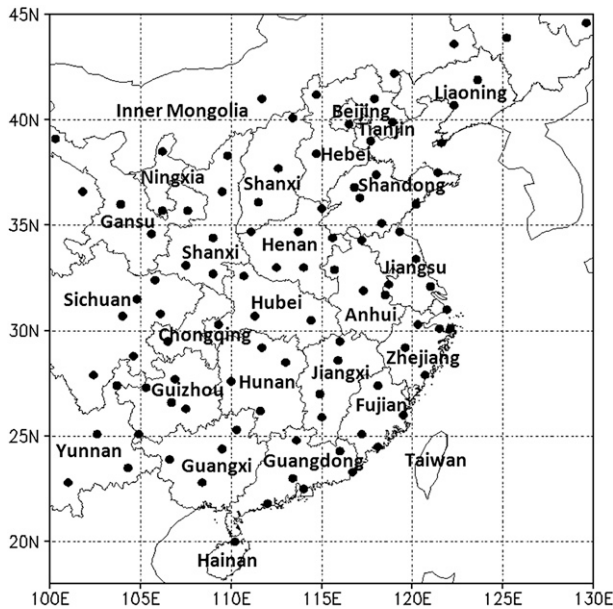 45N
Liaoning
Inner Mongolia
Beijing
40N
Tianjin
Hebei
Ningxia
Shanxi
Shandong
Gansu
35N
Henan
Shanxi
Jiangsu
Sichuan
Hubei
Anhui
30N
Chongqing
Zhejiang
Jiangxi
Guizhou
Hunan
Fujian
25N
Yunnan
Guangxi
Guangdong
Taiwan
20N
Hainan
100E 105E 110E 115E 120E 125E 130E